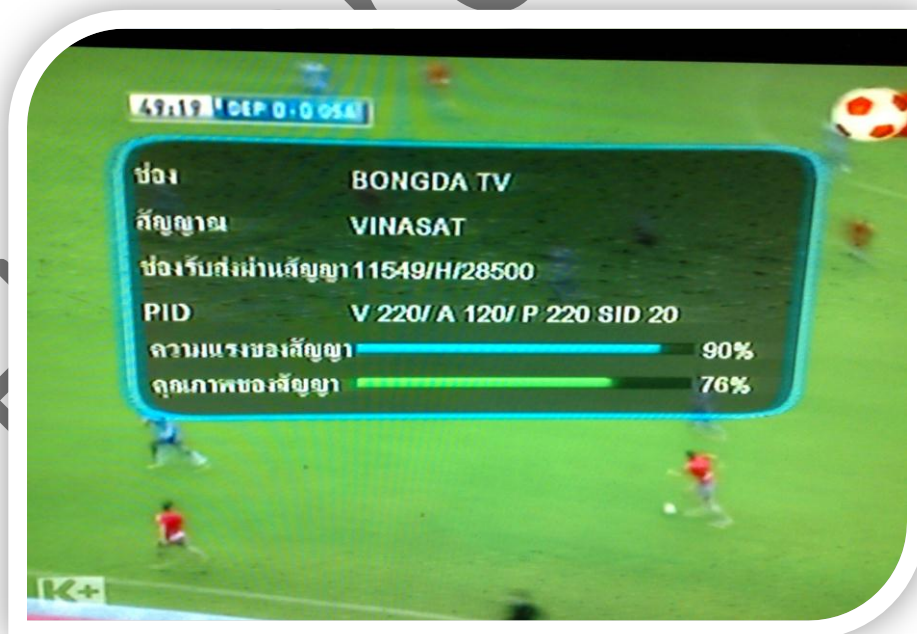 49:19 DEP 0-0 OSA
ช่อง BONGDA TV
สัญญาณ VINASAT
ช่องรับส่งผ่านสัญญา 11549/H/28500
PID V 220/ A 120/ P 220 SID 20
ความแรงของสัญญา 90%
คุณภาพของสัญญา 76%
K+